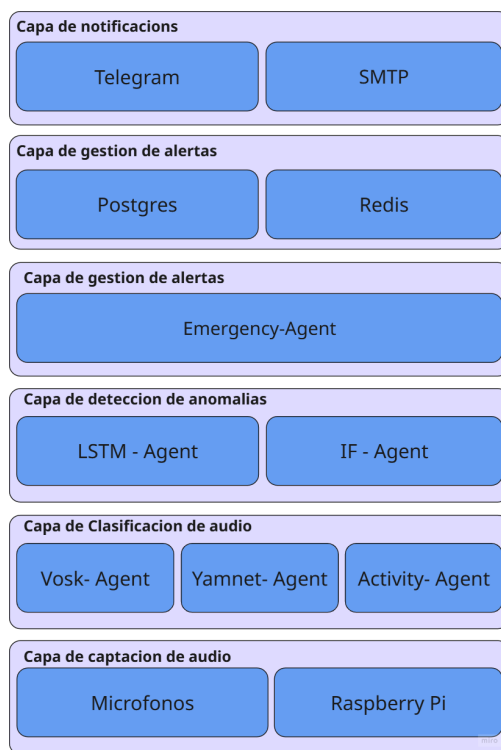 Capa de notificacions
Telegram
SMTP
Capa de gestion de alertas
Postgres
Redis
Capa de gestion de alertas
Emergency-Agent
Capa de deteccion de anomalias
LSTM - Agent
IF - Agent
Capa de Clasificacion de audio
Vosk- Agent
Yamnet- Agent
Activity- Agent
Capa de captacion de audio
Microfonos
Raspberry Pi
miro